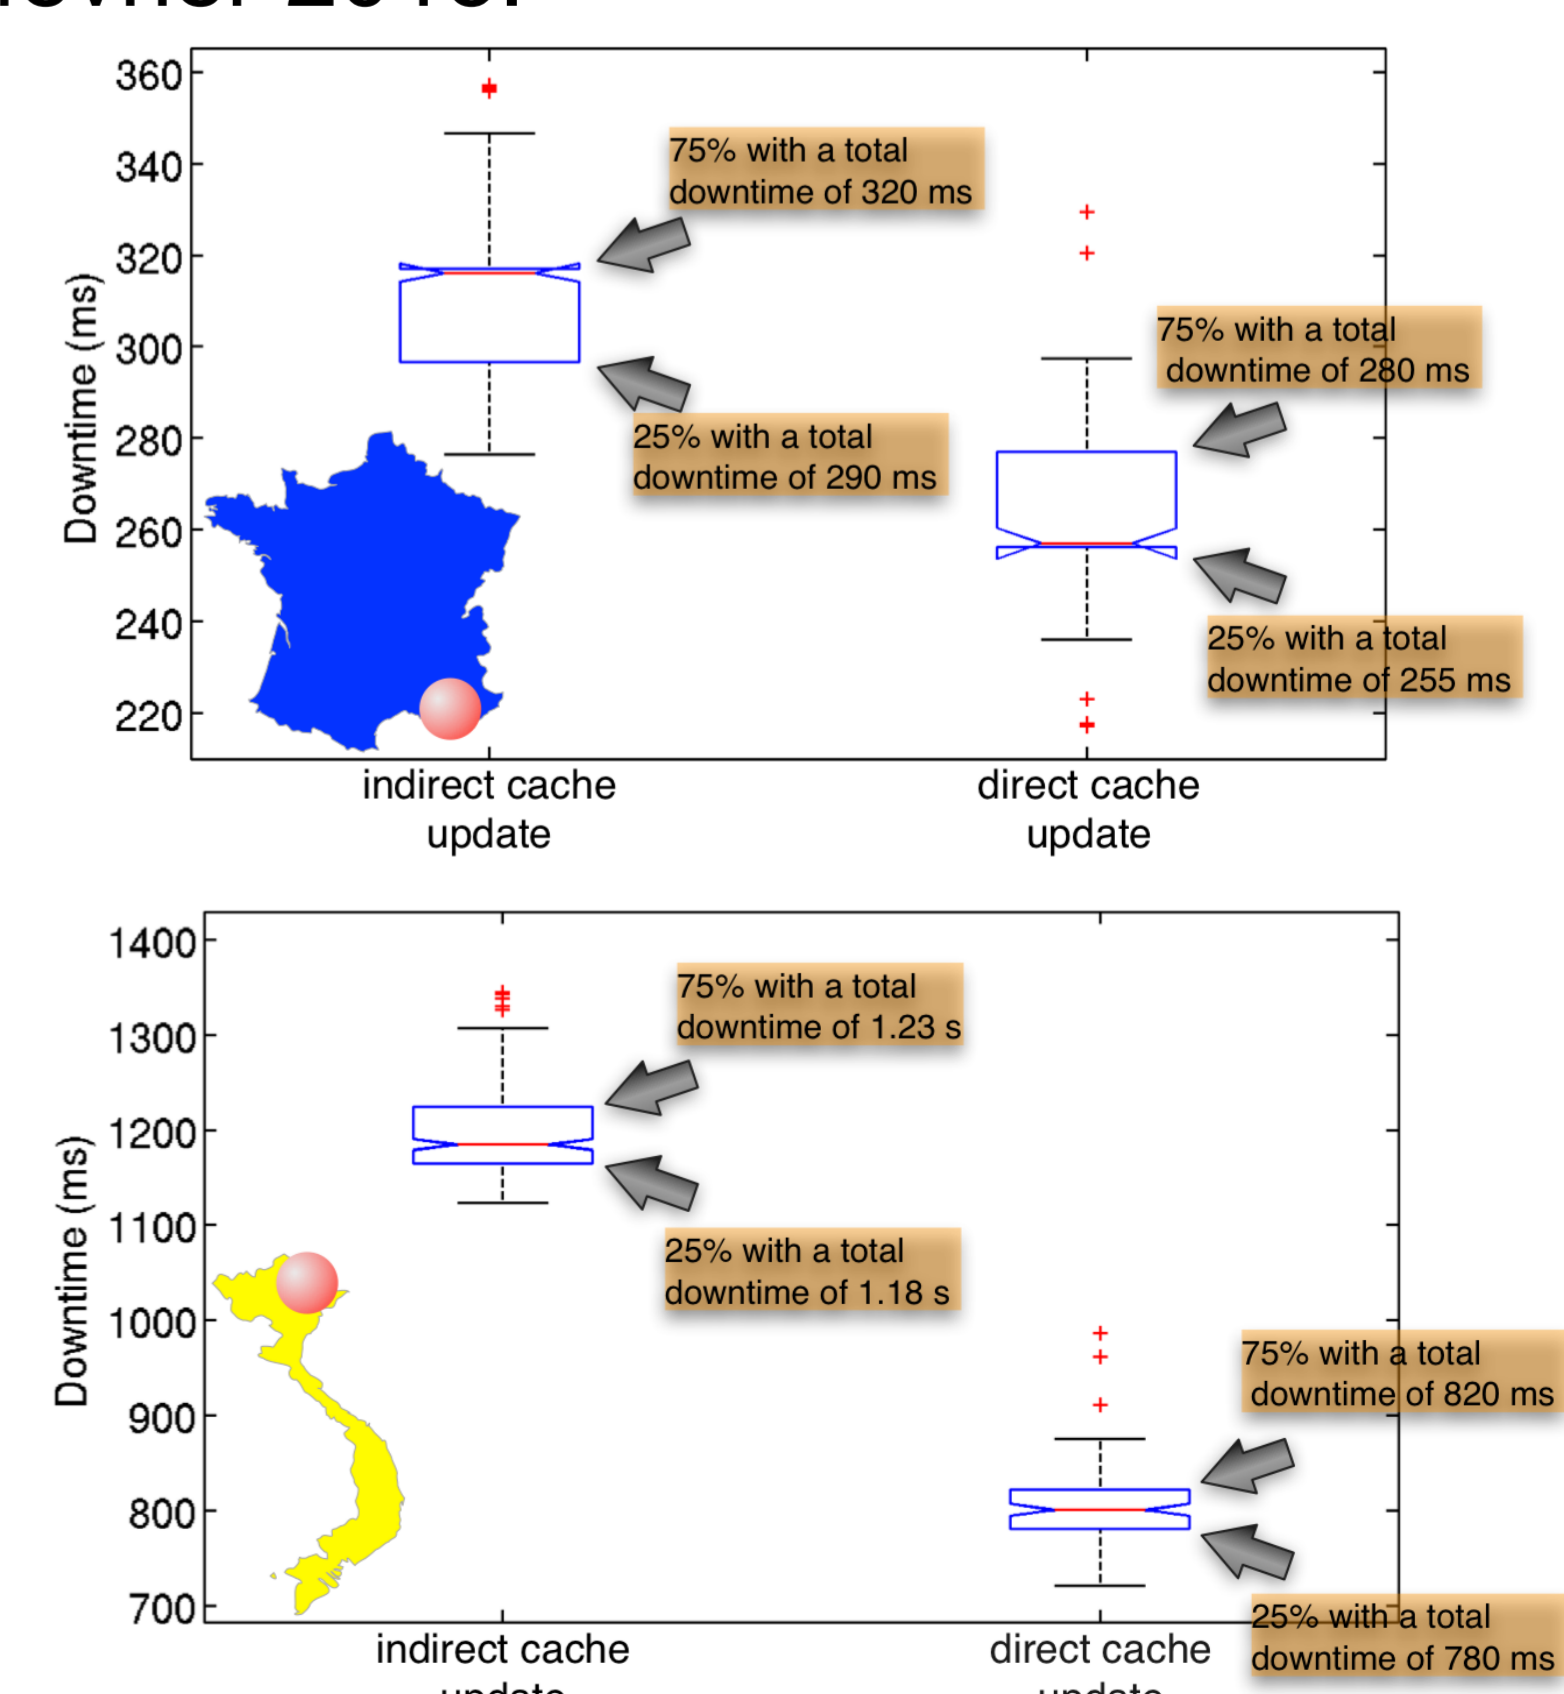 360
75% with a total
downtime of 320 ms
340
320
75% with a total
downtime of 280 ms
300
Downtime (ms)
25% with a total
downtime of 290 ms
280
260
25% with a total
downtime of 255 ms
240
220
indirect cache
update
direct cache
update
1400
75% with a total
downtime of 1.23 s
1300
1200
Downtime (ms)
1100
25% with a total
downtime of 1.18 s
1000
75% with a total
downtime of 820 ms
900
800
700
25% with a total
downtime of 780 ms
indirect cache
update
direct cache
update